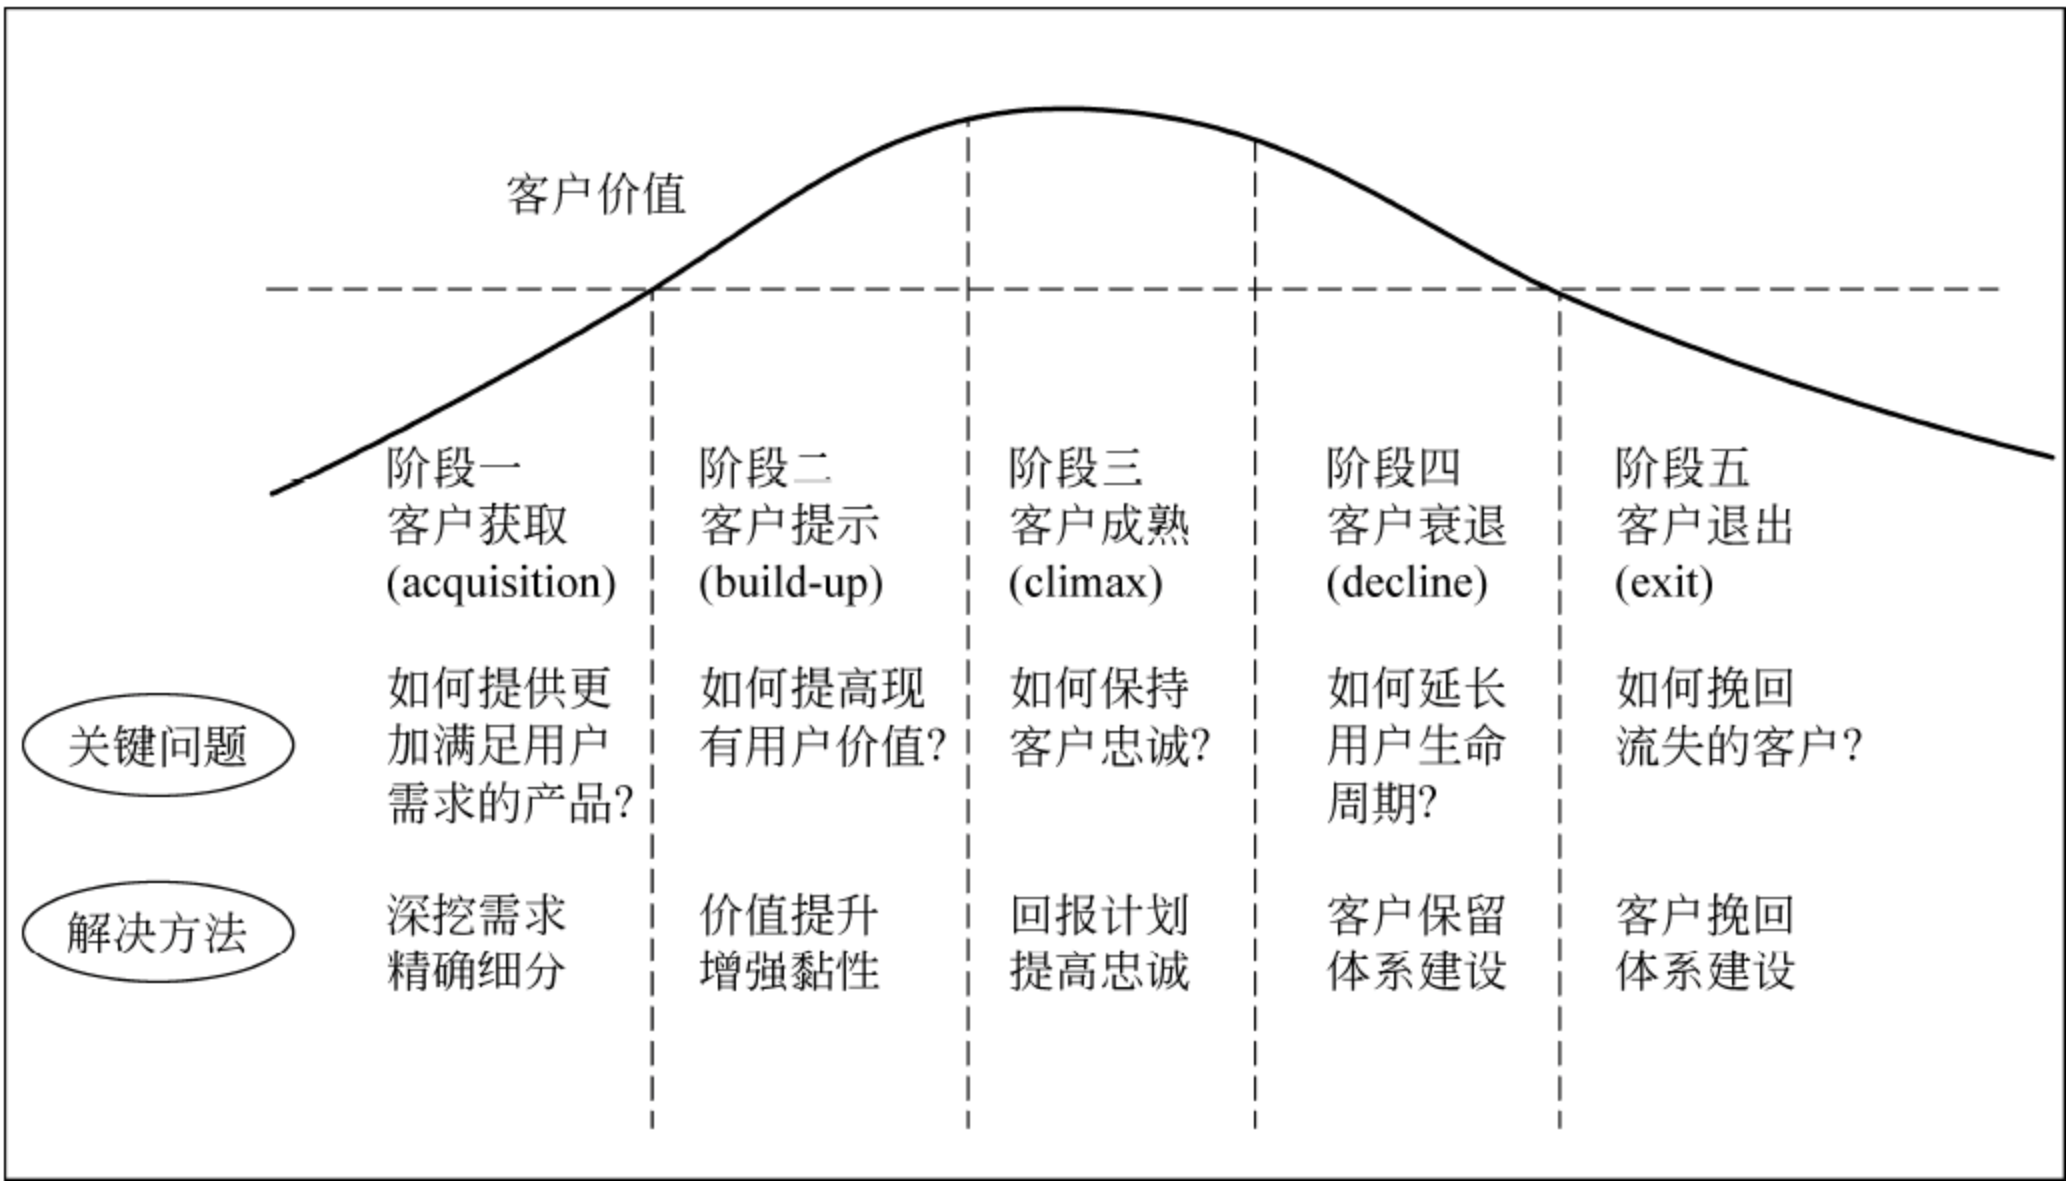 客户价值
阶段一
客户获取
(acquisition)
阶段二
客户提示
(build-up)
阶段三
客户成熟
(climax)
阶段四
客户衰退
(decline)
阶段五
客户退出
(exit)
关键问题
如何提供更
加满足用户
需求的产品?
如何提高现
有用户价值?
如何保持
客户忠诚?
如何延长
用户生命
周期?
如何挽回
流失的客户?
解决方法
深挖需求
精确细分
价值提升
增强黏性
回报计划
提高忠诚
客户保留
体系建设
客户挽回
体系建设